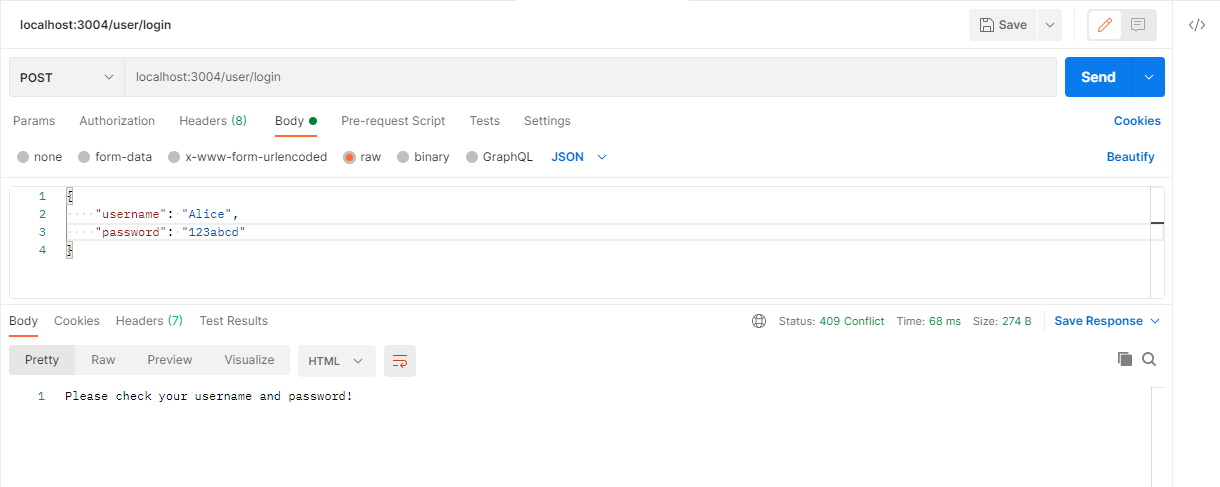 localhost:3004/user/login
Save
POST
localhost:3004/user/login
Send
Params
Authorization
Headers (8)
Body
Pre-request Script
Tests
Settings
Cookies
none
form-data
x-www-form-urlencoded
raw
binary
GraphQL
JSON
Beautify
1 {
2 "username": "Alice",
3 "password": "123abcd"
4 }
Body
Cookies
Headers (7)
Test Results
Status: 409 Conflict
Time: 68 ms
Size: 274 B
Save Response
Pretty
Raw
Preview
Visualize
HTML
1 Please check your username and password!